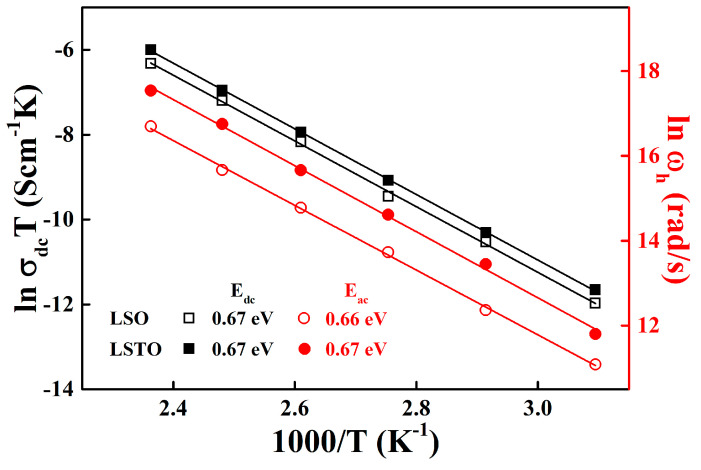 -6
-8
-10
-12
-14
ln σdc T (Scm-1K)
18
16
14
12
ln ωh (rad/s)
Edc Eac
LSO 0.67 eV 0.66 eV
LSTO 0.67 eV 0.67 eV
2.4 2.6 2.8 3.0
1000/T (K-1)